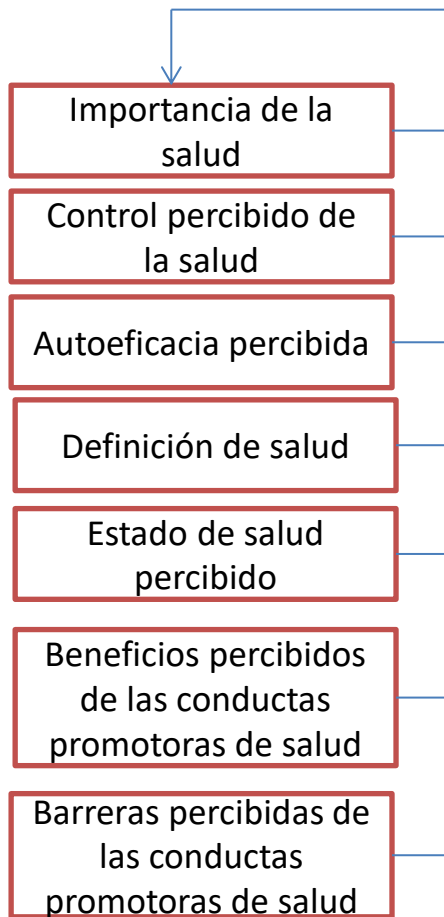 Importancia de la
salud
Control percibido de
la salud
Autoeficacia percibida
Definición de salud
Estado de salud
percibido
Beneficios percibidos
de las conductas
promotoras de salud
Barreras percibidas de
las conductas
promotoras de salud